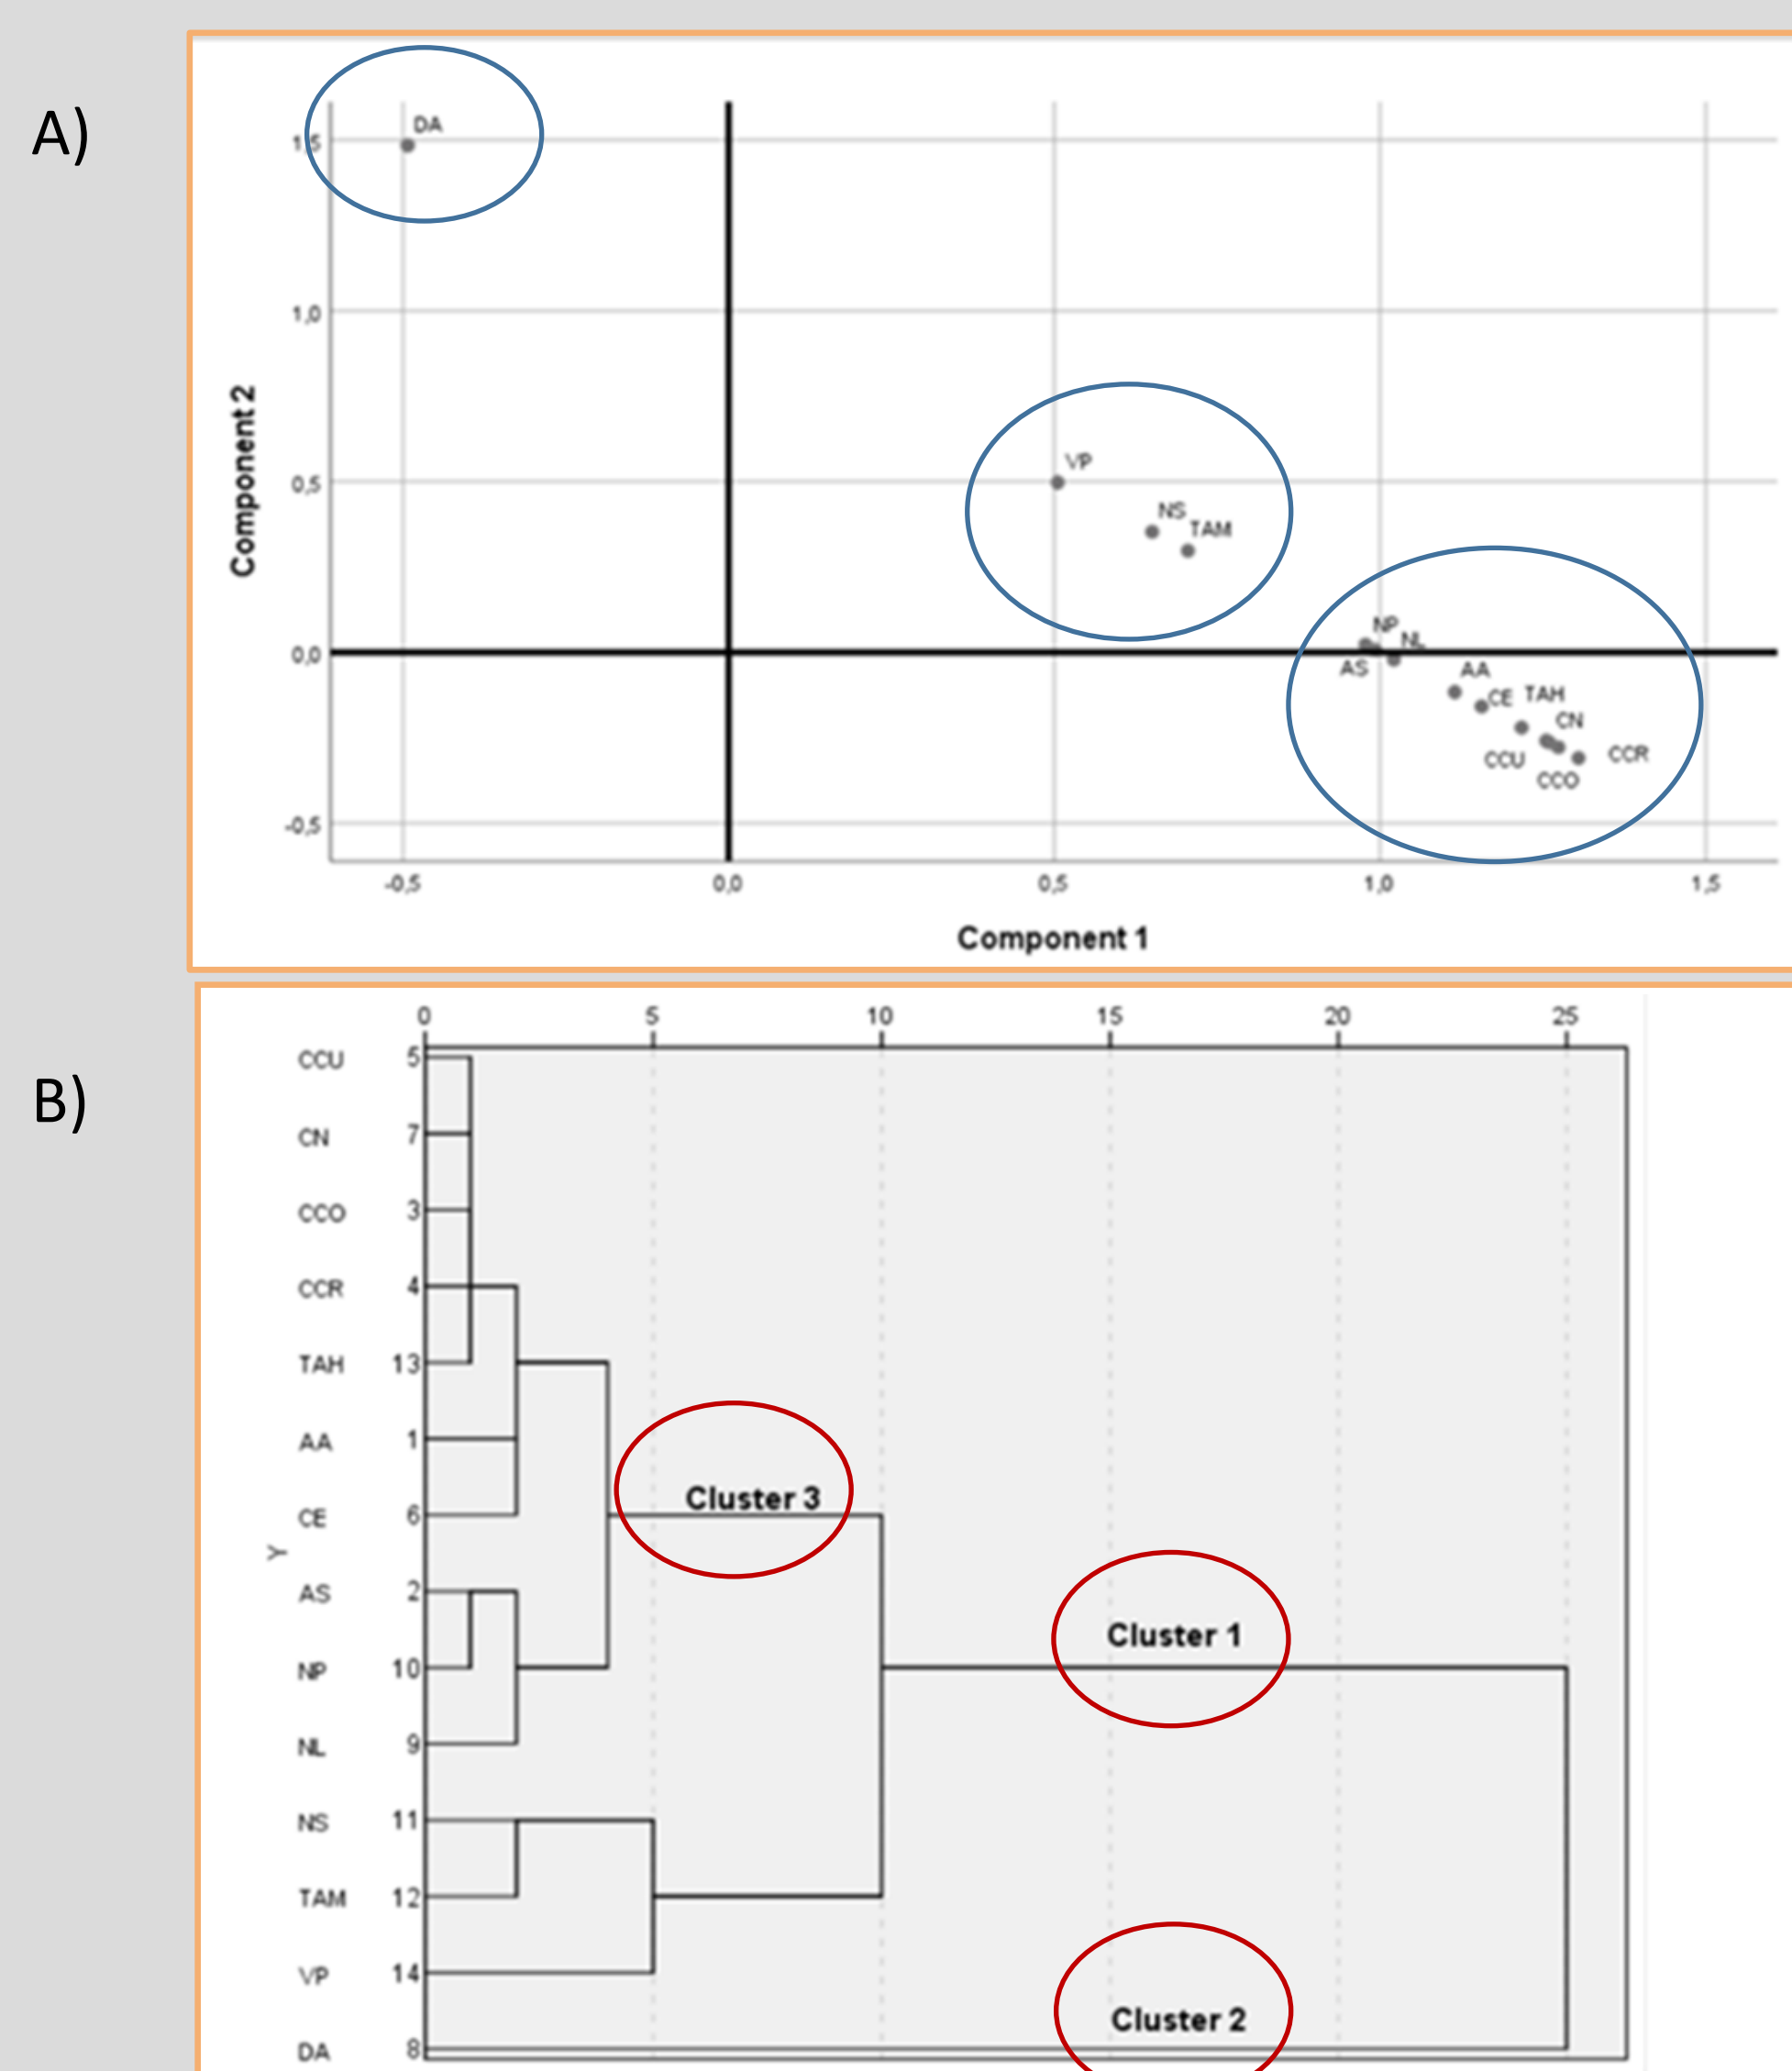 A)
DA
1,5
1,0
VP
0,5
NS
TAM
NP
NL
0,0
AS
AA
CE TAH
CN
CCU
CCR
CCO
-0,5
-0,5 0,0 0,5 1,0 1,5
Component 2
Component 1
B)
0 5 10 15 20 25
CCU 5
CN 7
CCO 3
CCR 4
TAH 13
AA 1
Cluster 3
CE 6
Y
AS 2
Cluster 1
NP 10
NL 9
NS 11
TAM 12
VP 14
Cluster 2
DA 8